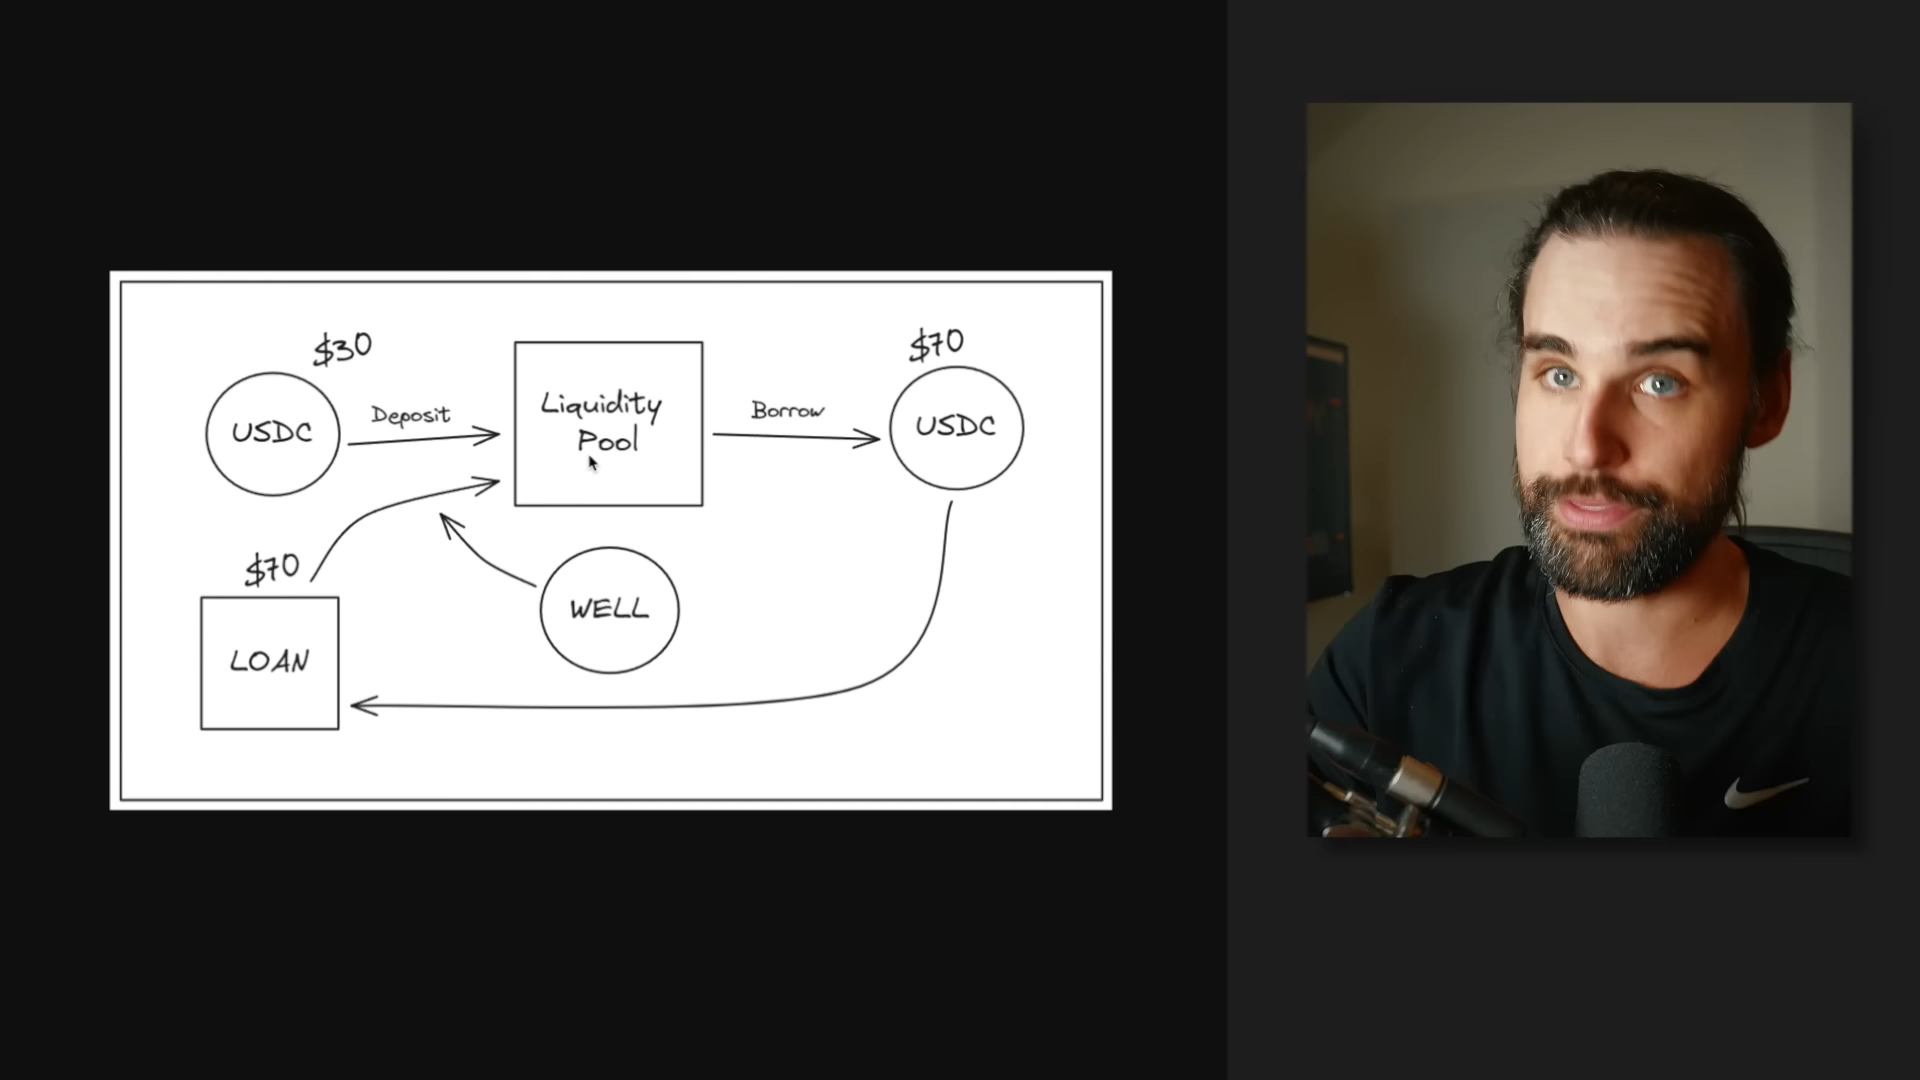 $30
$70
USDC
Deposit
Liquidity
Pool
Borrow
USDC
$70
LOAN
WELL